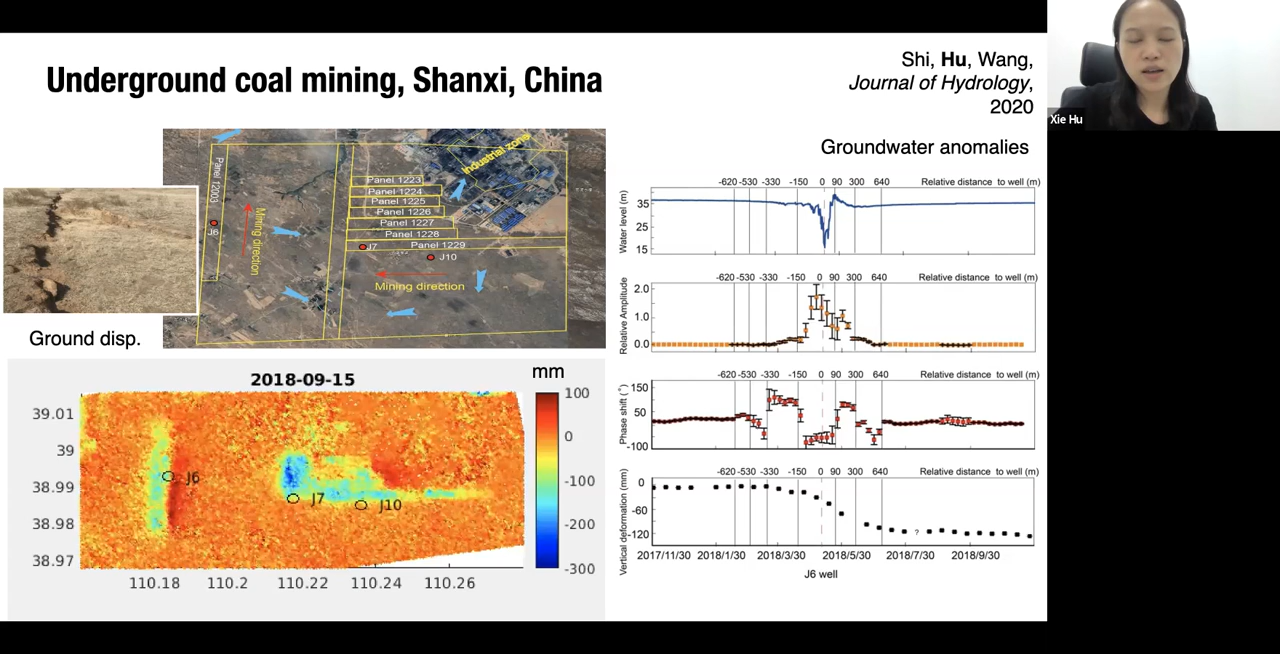 Underground coal mining, Shanxi, China
Shi, Hu, Wang,
Journal of Hydrology,
2020
Xie Hu
Groundwater anomalies
Industrial zone
Panel 12003
J6
Mining direction
Panel 1223
Panel 1224
Panel 1225
Panel 1226
Panel 1227
Panel 1228
Panel 1229
J7
J10
Mining direction
Ground disp.
2018-09-15
mm
39.01
39
38.99
38.98
38.97
J6
J7
J10
110.18 110.2 110.22 110.24 110.26
100
0
-100
-200
-300
-620 -530 -330 -150 0 90 300 640 Relative distance to well (m)
Water level (m)
35
25
15
-620 -530 -330 -150 0 90 300 640 Relative distance to well (m)
Relative Amplitude
2.0
1.0
0.0
-620 -530 -330 -150 0 90 300 640 Relative distance to well (m)
Phase shift (°)
150
50
-100
-620 -530 -330 -150 0 90 300 640 Relative distance to well (m)
Vertical deformation (mm)
0
-60
-120
?
2017/11/30 2018/1/30 2018/3/30 2018/5/30 2018/7/30 2018/9/30
J6 well